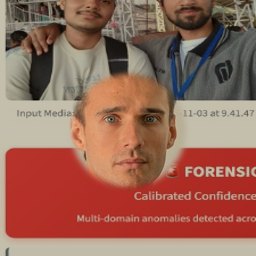 Input Media: 11-03 at 9.41.47
FORENSIC
Calibrated Confidence
Multi-domain anomalies detected acro